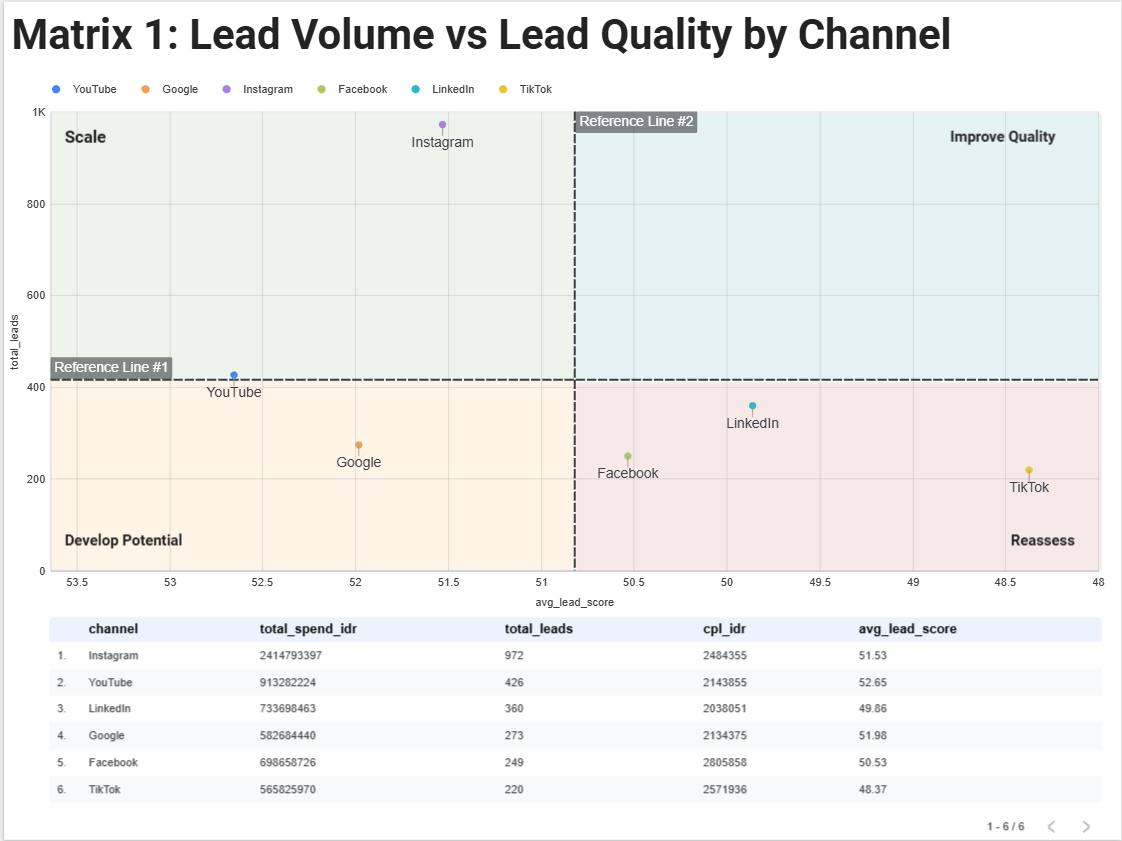 Matrix 1: Lead Volume vs Lead Quality by Channel
YouTube Google Instagram Facebook LinkedIn TikTok
1K
Reference Line #2
Scale
Improve Quality
Instagram
800
600
total_leads
Reference Line #1
400
YouTube
LinkedIn
Google
Facebook
200
TikTok
Develop Potential
Reassess
0
53.5 53 52.5 52 51.5 51 50.5 50 49.5 49 48.5 48
avg_lead_score
channel total_spend_idr total_leads cpl_idr avg_lead_score
1. Instagram 2414793397 972 2484355 51.53
2. YouTube 913282224 426 2143855 52.65
3. LinkedIn 733698463 360 2038051 49.86
4. Google 582684440 273 2134375 51.98
5. Facebook 698658726 249 2805858 50.53
6. TikTok 565825970 220 2571936 48.37
1 - 6 / 6